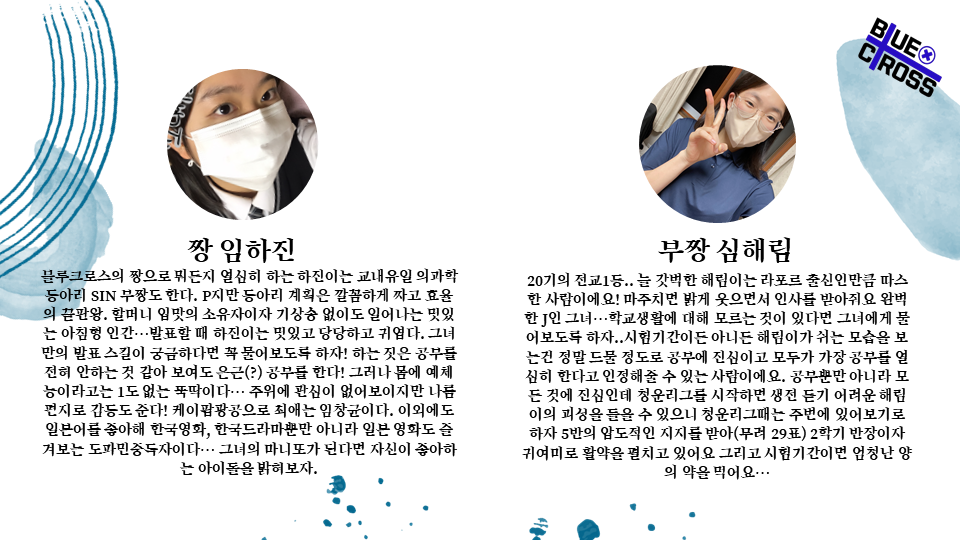 BLUE
CROSS
짱 임하진
블루크로스의 짱으로 뭐든지 열심히 하는 하진이는 교내유일 의과학
동아리 SIN 부짱도 한다. P지만 동아리 계획은 깔끔하게 짜고 효율
의 끝판왕. 할머니 입맛의 소유자이자 기상송 없이도 일어나는 멋있
는 아침형 인간…발표할 때 하진이는 멋있고 당당하고 귀엽다. 그녀
만의 발표 스킬이 궁금하다면 꼭 물어보도록 하자! 하는 짓은 공부를
전혀 안하는 것 같아 보여도 은근(?) 공부를 한다! 그러나 몸에 예체
능이라고는 1도 없는 뚝딱이다… 주위에 관심이 없어보이지만 나름
편지로 감동도 준다! 케이팝광공으로 최애는 임창균이다. 이외에도
일본어를 좋아해 한국영화, 한국드라마뿐만 아니라 일본 영화도 즐
겨보는 도파민중독자이다… 그녀의 마니또가 된다면 자신이 좋아하
는 아이돌을 밝혀보자.
부짱 심해림
20기의 전교1등.. 늘 갓벽한 해림이는 라포르 출신인만큼 따스
한 사람이에요! 마주치면 밝게 웃으면서 인사를 받아줘요 완벽
한 J인 그녀…학교생활에 대해 모르는 것이 있다면 그녀에게 물
어보도록 하자..시험기간이든 아니든 해림이가 쉬는 모습을 보
는건 정말 드물 정도로 공부에 진심이고 모두가 가장 공부를 열
심히 한다고 인정해줄 수 있는 사람이에요. 공부뿐만 아니라 모
든 것에 진심인데 청운리그를 시작하면 생전 듣기 어려운 해림
이의 괴성을 들을 수 있으니 청운리그때는 주변에 있어보기로
하자 5반의 압도적인 지지를 받아(무려 29표) 2학기 반장이자
귀여미로 활약을 펼치고 있어요 그리고 시험기간이면 엄청난 양
의 약을 먹어요…